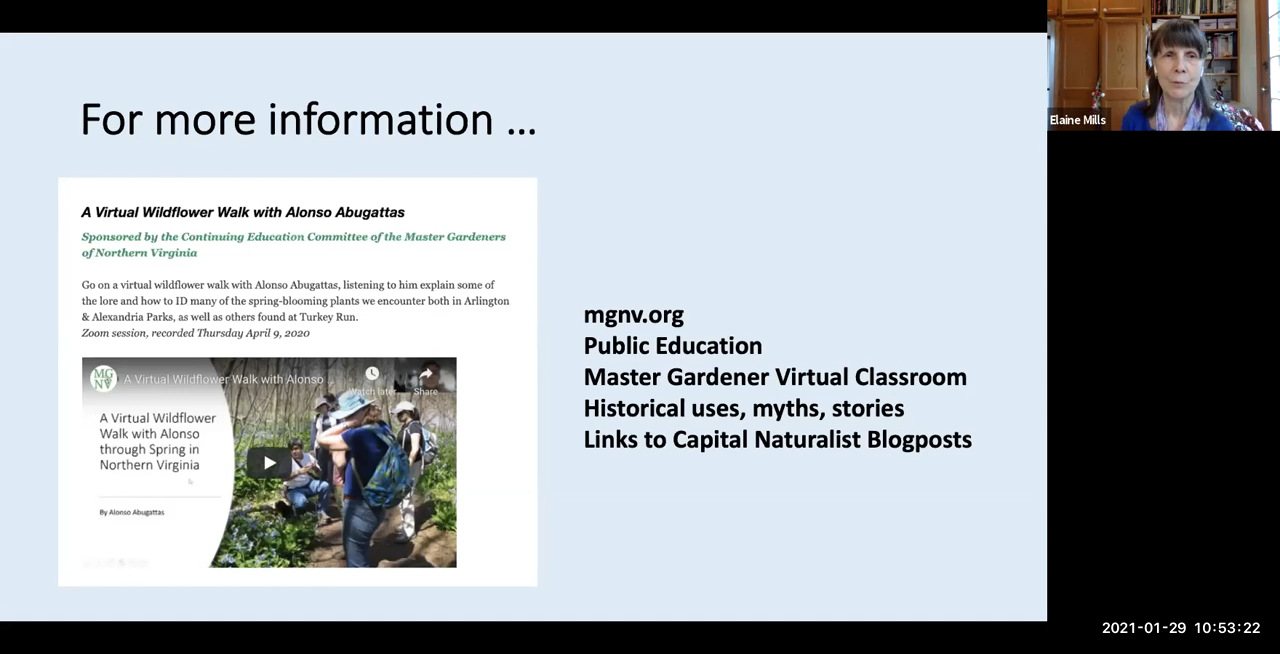 For more information ...
A Virtual Wildflower Walk with Alonso Abugattas
Sponsored by the Continuing Education Committee of the Master Gardeners
of Northern Virginia
Go on a virtual wildflower walk with Alonso Abugattas, listening to him explain some of
the lore and how to ID many of the spring-blooming plants we encounter both in Arlington
& Alexandria Parks, as well as others found at Turkey Run.
Zoom session, recorded Thursday April 9, 2020
MG
NV
A Virtual Wildflower Walk with Alonso ...
Watch later
Share
A Virtual Wildflower
Walk with Alonso
through Spring in
Northern Virginia
By Alonso Abugattas
mgnv.org
Public Education
Master Gardener Virtual Classroom
Historical uses, myths, stories
Links to Capital Naturalist Blogposts
Elaine Mills
2021-01-29 10:53:22